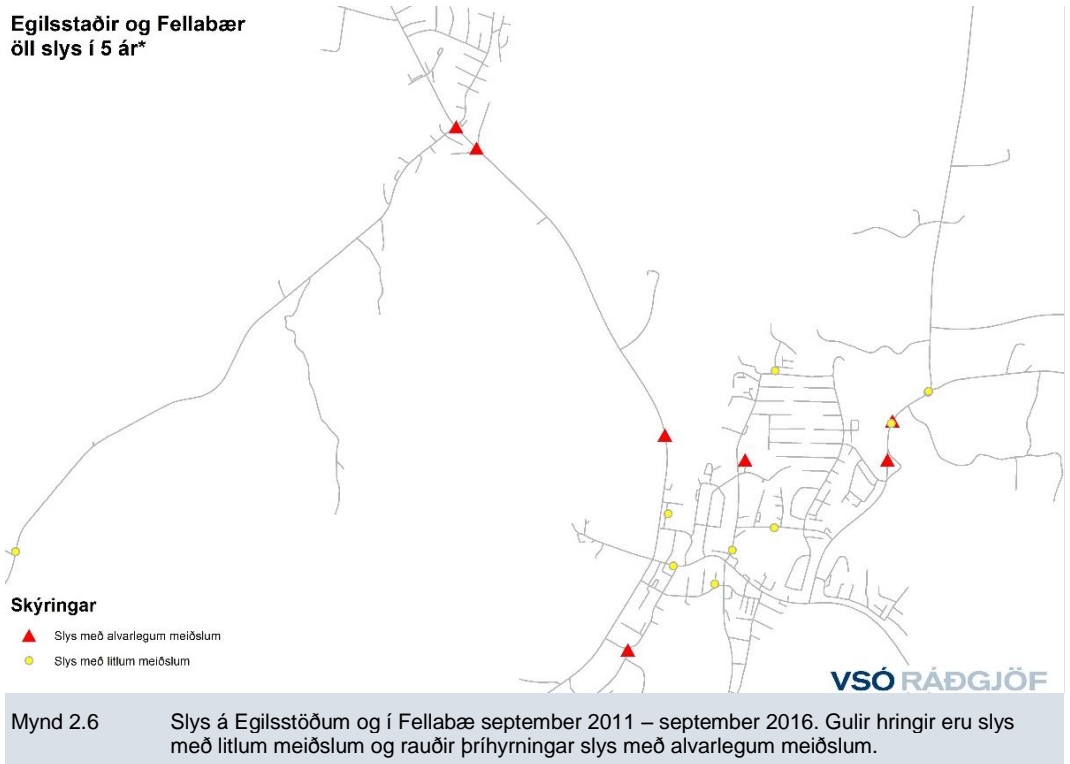 Egilsstaðir og Fellabær
öll slys í 5 ár*
Skýringar
Slys með alvarlegum meiðslum
Slys með litlum meiðslum
VSÓ RÁÐGJÖF
Mynd 2.6 Slys á Egilsstöðum og í Fellabæ september 2011 – september 2016. Gulir hringir eru slys
með litlum meiðslum og rauðir þríhyrningar slys með alvarlegum meiðslum.